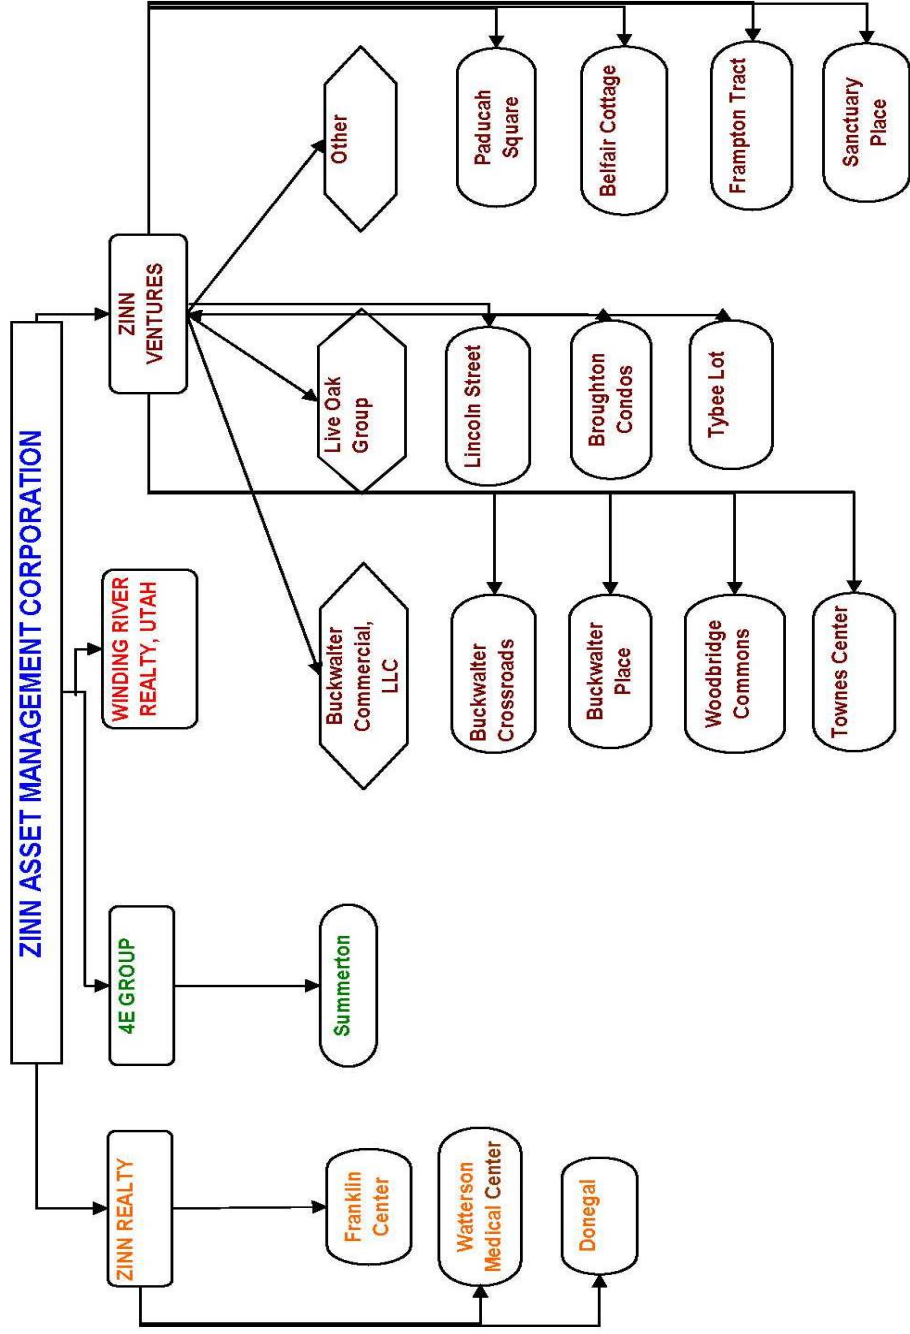 ZINN ASSET MANAGEMENT CORPORATION
ZINN REALTY
4E GROUP
WINDING RIVER
REALTY, UTAH
ZINN
VENTURES
Franklin
Center
Watterson
Medical Center
Donegal
Summerton
Buckwalter
Commercial,
LLC
Buckwalter
Crossroads
Buckwalter
Place
Woodbridge
Commons
Townes Center
Live Oak
Group
Lincoln Street
Broughton
Condos
Tybee Lot
Other
Paducah
Square
Belfair Cottage
Frampton Tract
Sanctuary
Place